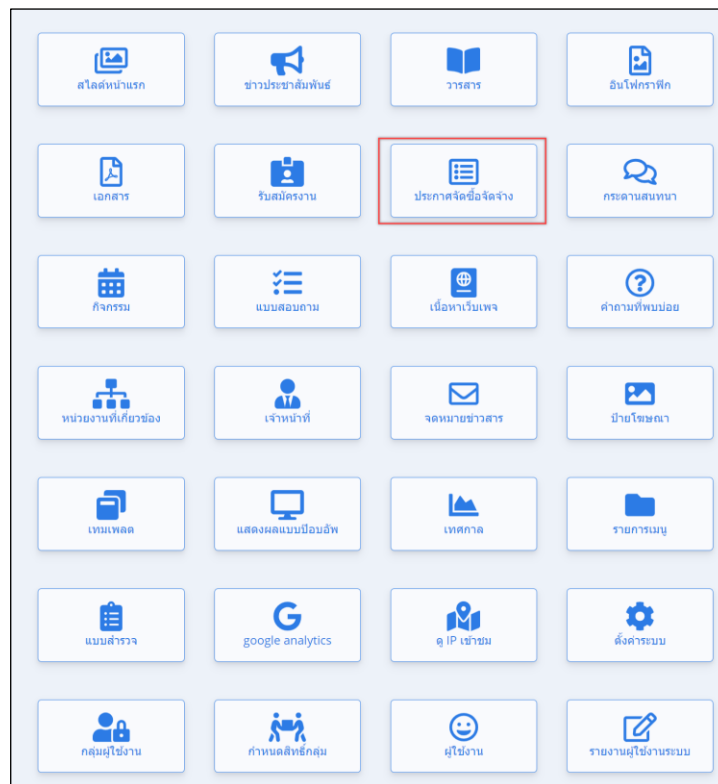 สไลด์หน้าแรก
ข่าวประชาสัมพันธ์
วารสาร
อินโฟกราฟิก
เอกสาร
รับสมัครงาน
ประกาศจัดซื้อจัดจ้าง
กระดานสนทนา
กิจกรรม
แบบสอบถาม
เนื้อหาเว็บเพจ
คำถามที่พบบ่อย
หน่วยงานที่เกี่ยวข้อง
เจ้าหน้าที่
จดหมายข่าวสาร
ป้ายโฆษณา
เทมเพลต
แสดงผลแบบป๊อบอัพ
เทศกาล
รายการเมนู
แบบสำรวจ
google analytics
ดู IP เข้าชม
ตั้งค่าระบบ
กลุ่มผู้ใช้งาน
กำหนดสิทธิ์กลุ่ม
ผู้ใช้งาน
รายงานผู้ใช้งานระบบ